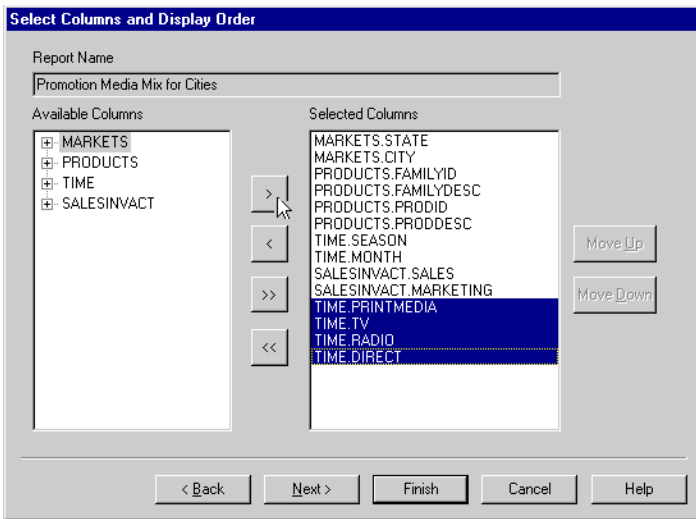 Select Columns and Display Order
Report Name
Promotion Media Mix for Cities
Available Columns
MARKETS
PRODUCTS
TIME
SALESINVACT
>
<
>>
<<
Selected Columns
MARKETS.STATE
MARKETS.CITY
PRODUCTS.FAMILYID
PRODUCTS.FAMILYDESC
PRODUCTS.PRODID
PRODUCTS.PRODDESC
TIME.SEASON
TIME.MONTH
SALESINVACT.SALES
SALESINVACT.MARKETING
TIME.PRINTMEDIA
TIME.TV
TIME.RADIO
TIME.DIRECT
Move Up
Move Down
< Back
Next >
Finish
Cancel
Help